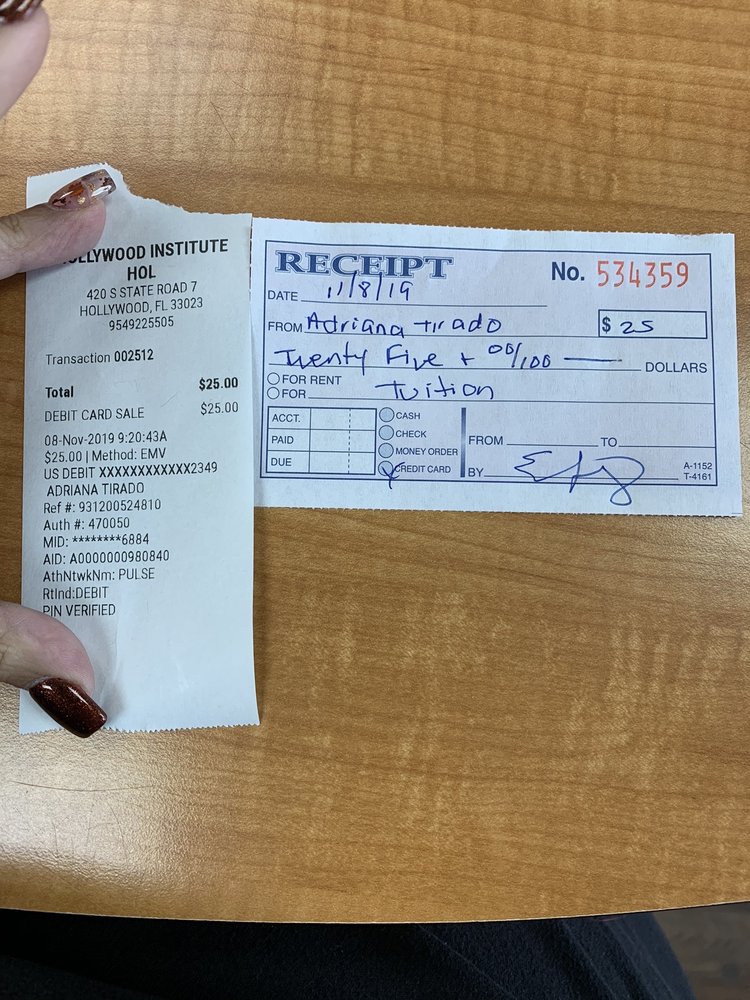 OLLYWOOD INSTITUTE
HOL
420 S STATE ROAD 7
HOLLYWOOD, FL 33023
9549225505
Transaction 002512
Total $25.00
DEBIT CARD SALE $25.00
08-Nov-2019 9:20:43A
$25.00 | Method: EMV
US DEBIT XXXXXXXXXXXX2349
ADRIANA TIRADO
Ref #: 931200524810
Auth #: 470050
MID: ********6884
AID: A0000000980840
AthNtwkNm: PULSE
RtInd:DEBIT
PIN VERIFIED
RECEIPT No. 534359
DATE 11/8/19
FROM Adriana Tirado $ 25
Twenty Five + 00/100 DOLLARS
FOR RENT
FOR Tuition
ACCT.
PAID
DUE
CASH
CHECK
MONEY ORDER
CREDIT CARD
FROM TO
BY
A-1152
T-4161